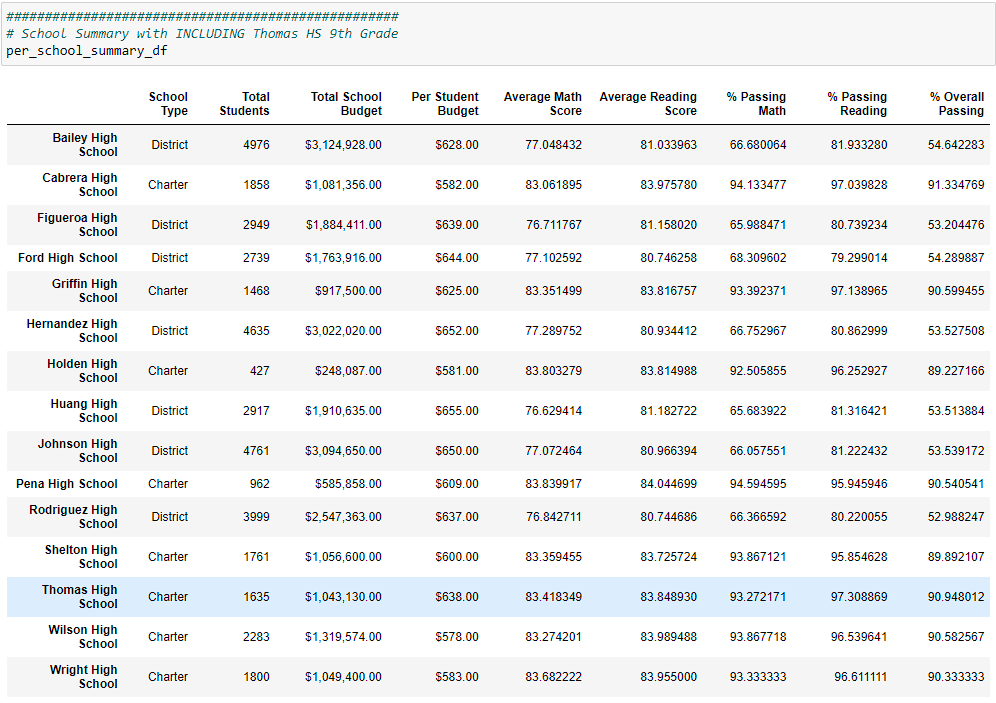 ##################################################
# School Summary with INCLUDING Thomas HS 9th Grade
per_school_summary_df
School Type Total Students Total School Budget Per Student Budget Average Math Score Average Reading Score % Passing Math % Passing Reading % Overall Passing
Bailey High School District 4976 $3,124,928.00 $628.00 77.048432 81.033963 66.680064 81.933280 54.642283
Cabrera High School Charter 1858 $1,081,356.00 $582.00 83.061895 83.975780 94.133477 97.039828 91.334769
Figueroa High School District 2949 $1,884,411.00 $639.00 76.711767 81.158020 65.988471 80.739234 53.204476
Ford High School District 2739 $1,763,916.00 $644.00 77.102592 80.746258 68.309602 79.299014 54.289887
Griffin High School Charter 1468 $917,500.00 $625.00 83.351499 83.816757 93.392371 97.138965 90.599455
Hernandez High School District 4635 $3,022,020.00 $652.00 77.289752 80.934412 66.752967 80.862999 53.527508
Holden High School Charter 427 $248,087.00 $581.00 83.803279 83.814988 92.505855 96.252927 89.227166
Huang High School District 2917 $1,910,635.00 $655.00 76.629414 81.182722 65.683922 81.316421 53.513884
Johnson High School District 4761 $3,094,650.00 $650.00 77.072464 80.966394 66.057551 81.222432 53.539172
Pena High School Charter 962 $585,858.00 $609.00 83.839917 84.044699 94.594595 95.945946 90.540541
Rodriguez High School District 3999 $2,547,363.00 $637.00 76.842711 80.744686 66.366592 80.220055 52.988247
Shelton High School Charter 1761 $1,056,600.00 $600.00 83.359455 83.725724 93.867121 95.854628 89.892107
Thomas High School Charter 1635 $1,043,130.00 $638.00 83.418349 83.848930 93.272171 97.308869 90.948012
Wilson High School Charter 2283 $1,319,574.00 $578.00 83.274201 83.989488 93.867718 96.539641 90.582567
Wright High School Charter 1800 $1,049,400.00 $583.00 83.682222 83.955000 93.333333 96.611111 90.333333